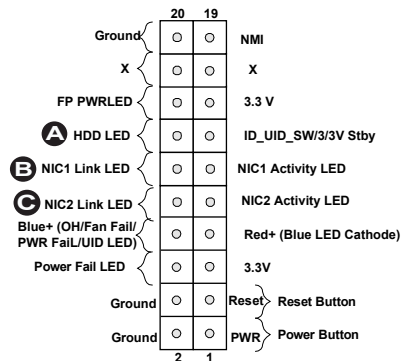 20 19
Ground NMI
X X
FP PWRLED 3.3 V
A HDD LED ID_UID_SW/3/3V Stby
B NIC1 Link LED NIC1 Activity LED
C NIC2 Link LED NIC2 Activity LED
Blue+ (OH/Fan Fail/
PWR FaiL/UID LED) Red+ (Blue LED Cathode)
Power Fail LED 3.3V
Ground Reset Reset Button
Ground PWR Power Button
2 1